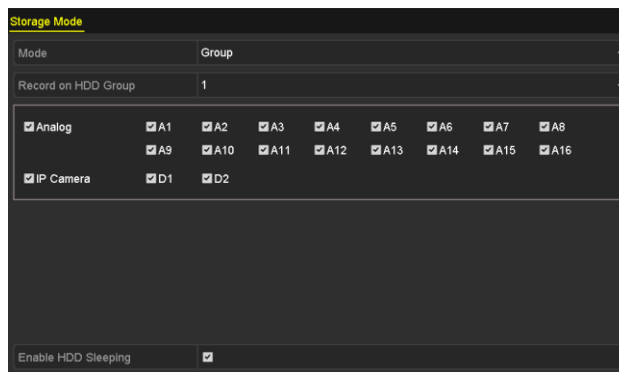 Storage Mode
Mode Group
Record on HDD Group 1
Analog A1 A2 A3 A4 A5 A6 A7 A8
A9 A10 A11 A12 A13 A14 A15 A16
IP Camera D1 D2
Enable HDD Sleeping